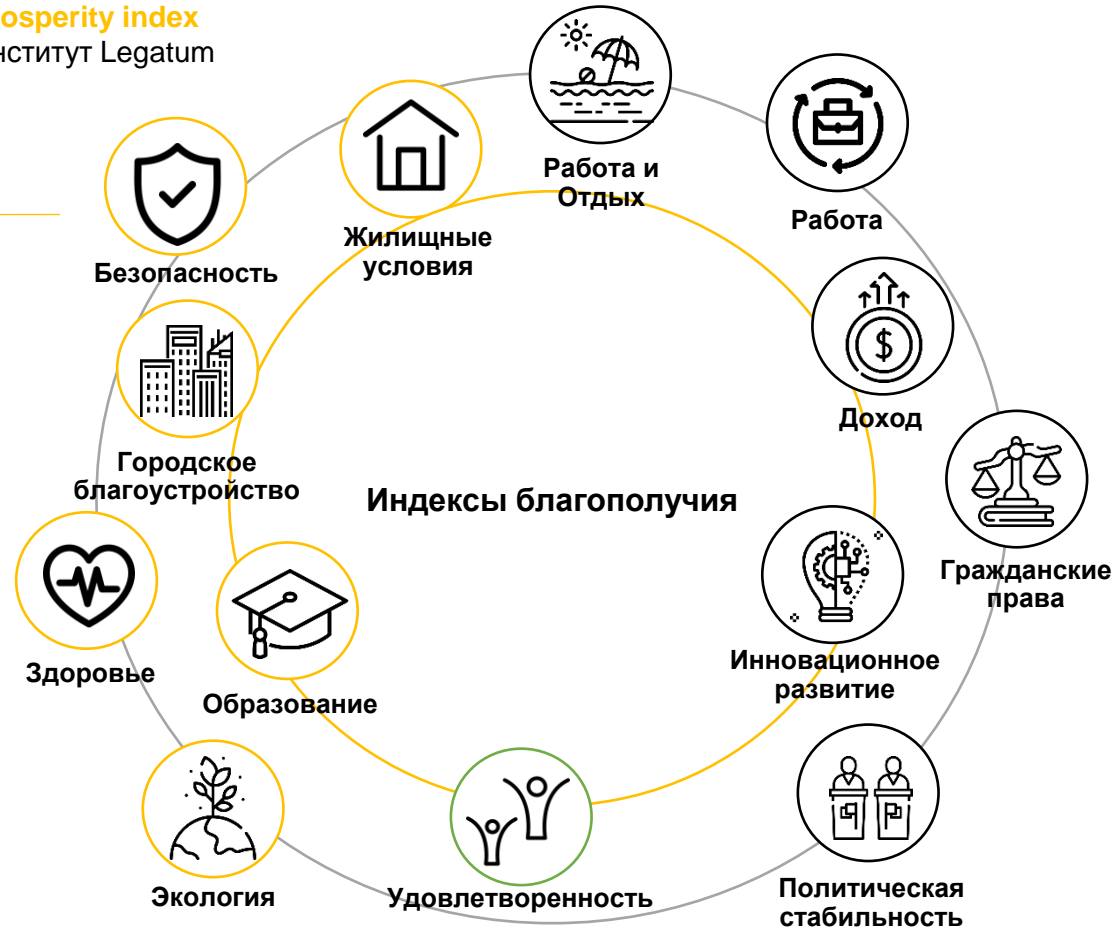 osperity index
нститут Legatum
Работа и
Отдых
Работа
Жилищные
условия
Безопасность
Доход
Городское
благоустройство
Индексы благополучия
Гражданские
права
Здоровье
Инновационное
развитие
Образование
Экология
Удовлетворенность
Политическая
стабильность